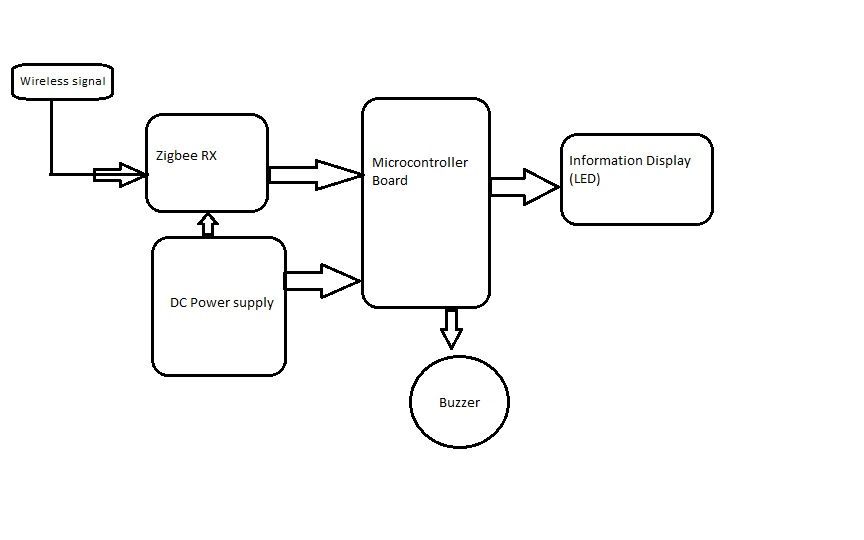 Wireless signal
Zigbee RX
Microcontroller
Board
Information Display
(LED)
DC Power supply
Buzzer